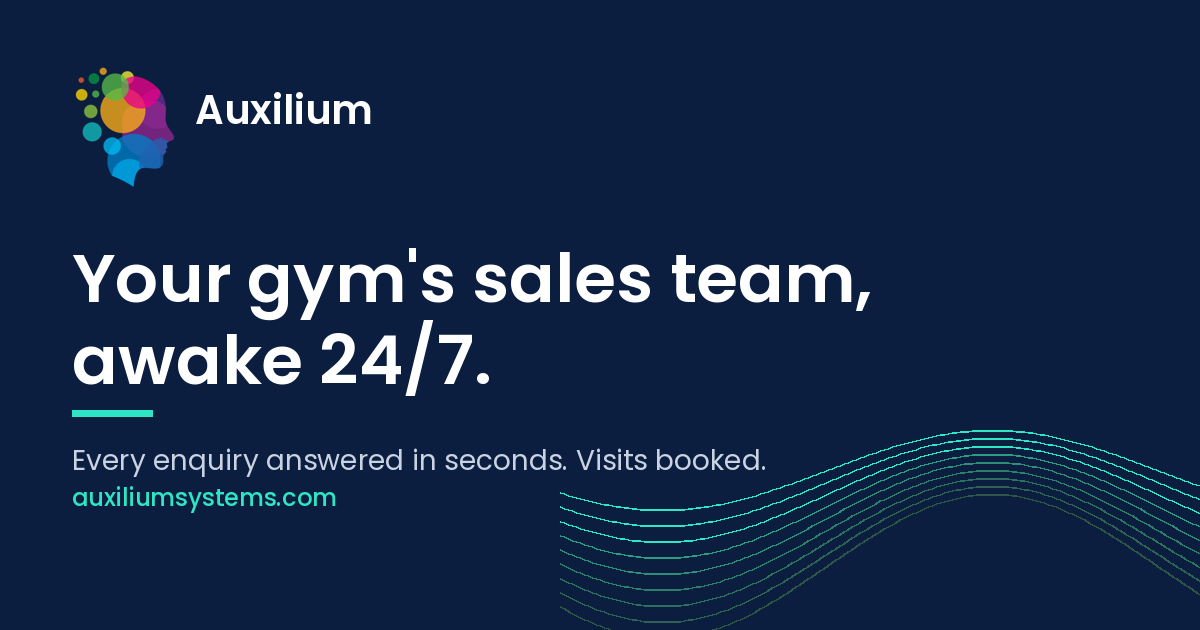 Auxilium
Your gym's sales team,
awake 24/7.
Every enquiry answered in seconds. Visits booked.
auxiliumsystems.com